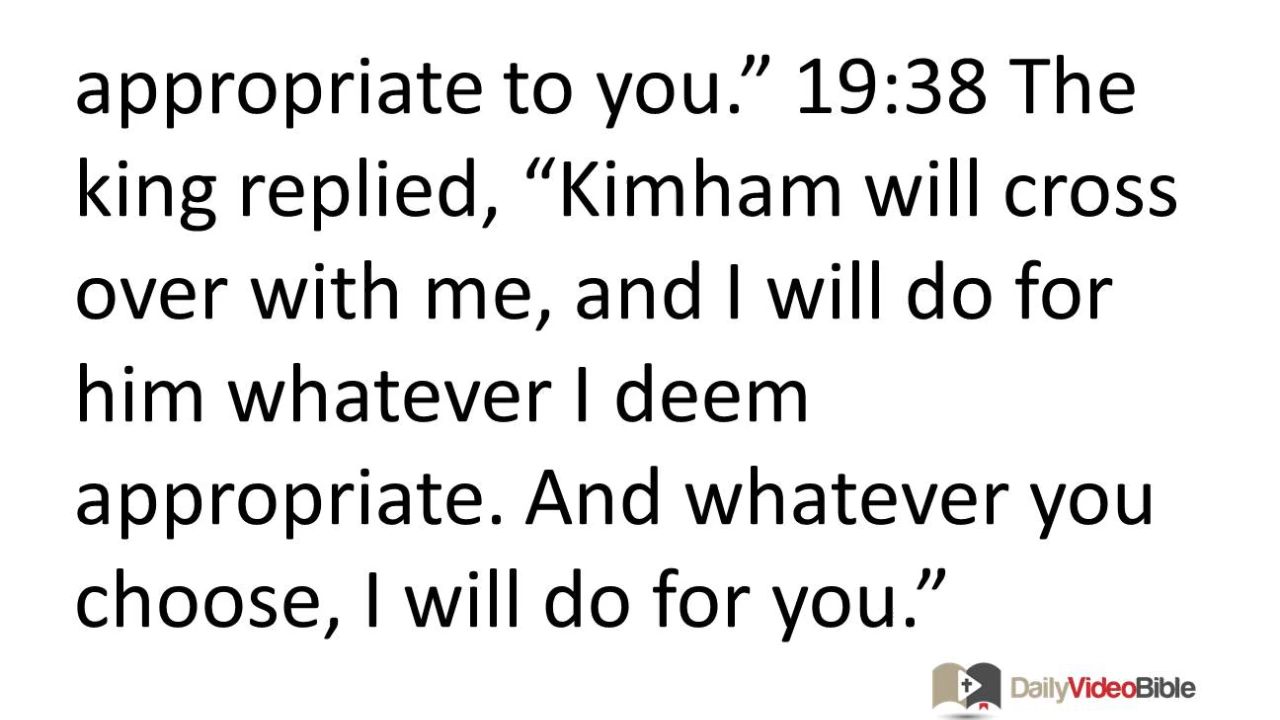 appropriate to you.” 19:38 The
king replied, “Kimham will cross
over with me, and I will do for
him whatever I deem
appropriate. And whatever you
choose, I will do for you.”
DailyVideoBible